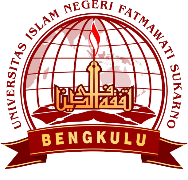 UNIVERSITAS ISLAM NEGERI FATMAWATI SUKARNO
BENGKULU